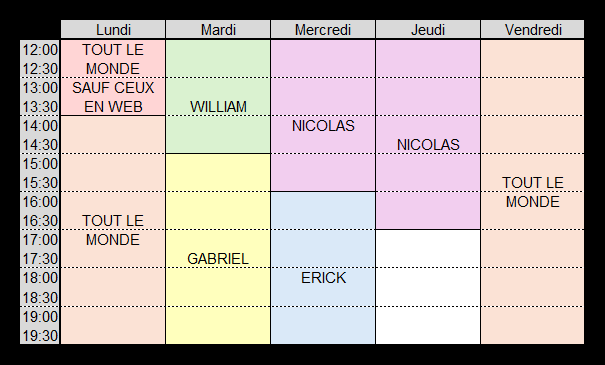 Lundi Mardi Mercredi Jeudi Vendredi
12:00 TOUT LE
12:30 MONDE
13:00 SAUF CEUX
13:30 EN WEB WILLIAM
14:00 NICOLAS
14:30 NICOLAS
15:00
15:30 TOUT LE
16:00 MONDE
16:30 TOUT LE
17:00 MONDE
17:30 GABRIEL
18:00 ERICK
18:30
19:00
19:30